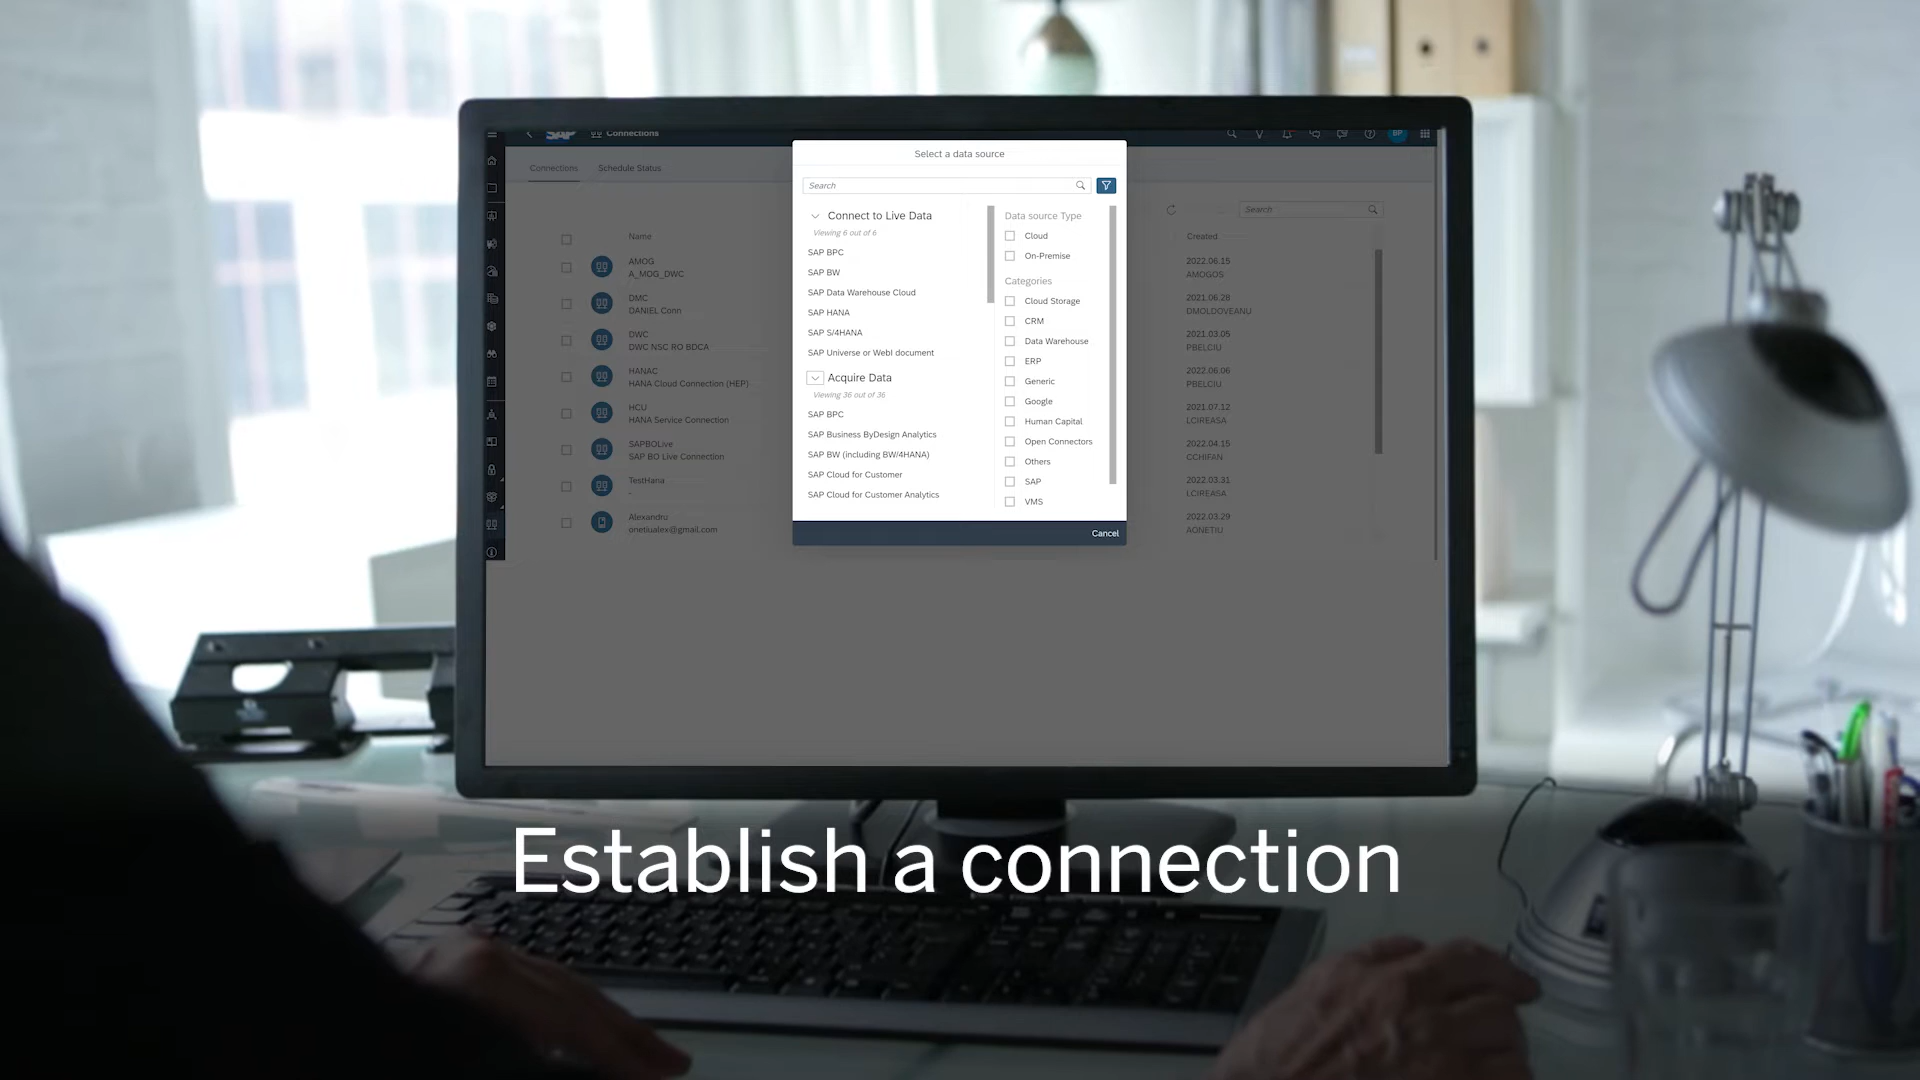 SAP
Connections
BP
Connections
Schedule Status
Search
Name
Created
AMOG
A_MOG_DWC
2022.06.15
AMOGOS
DMC
DANIEL Conn
2021.06.28
DMOLDOVEANU
DWC
DWC NSC RO BDCA
2021.03.05
PBELCIU
HANAC
HANA Cloud Connection (HEP)
2022.06.06
PBELCIU
HCU
HANA Service Connection
2021.07.12
LCIREASA
SAPBOLive
SAP BO Live Connection
2022.04.15
CCHIFAN
TestHana
-
2022.03.31
LCIREASA
Alexandru
onetiualex@gmail.com
2022.03.29
AONETIU
Select a data source
Search
Connect to Live Data
Viewing 6 out of 6
SAP BPC
SAP BW
SAP Data Warehouse Cloud
SAP HANA
SAP S/4HANA
SAP Universe or WebI document
Acquire Data
Viewing 36 out of 36
SAP BPC
SAP Business ByDesign Analytics
SAP BW (including BW/4HANA)
SAP Cloud for Customer
SAP Cloud for Customer Analytics
Data source Type
Cloud
On-Premise
Categories
Cloud Storage
CRM
Data Warehouse
ERP
Generic
Google
Human Capital
Open Connectors
Others
SAP
VMS
Cancel
Establish a connection